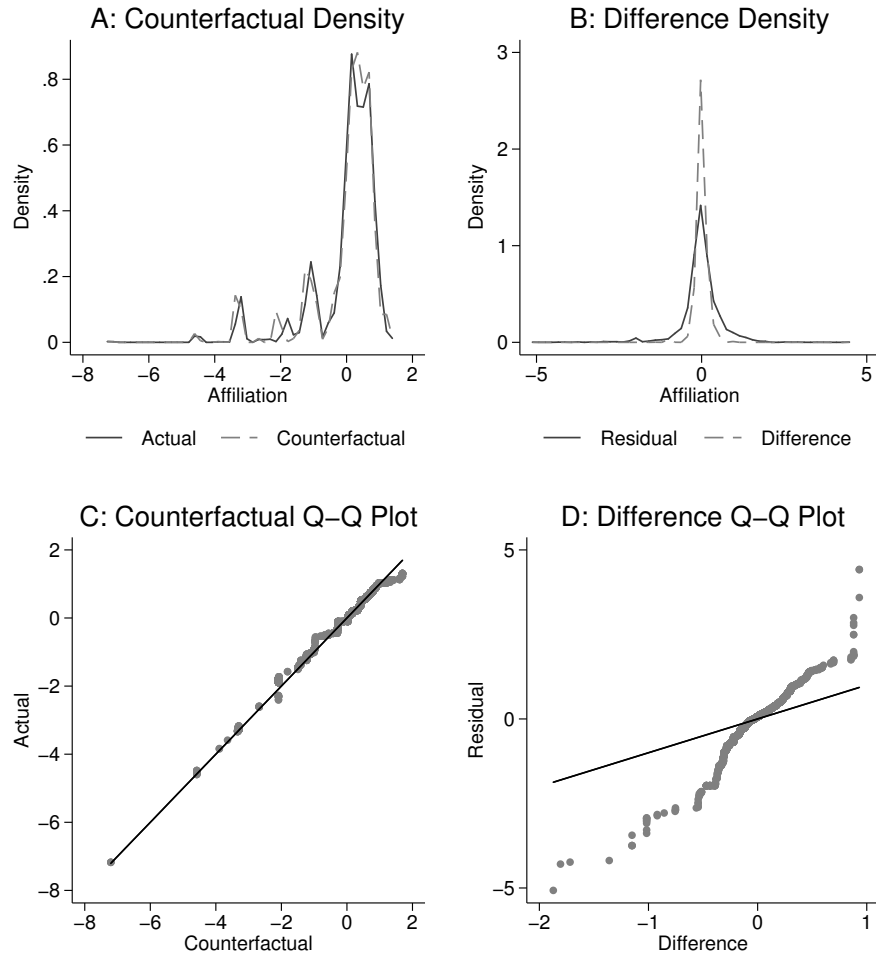 A: Counterfactual Density
.8
.6
.4
.2
0
Density
−8 −6 −4 −2 0 2
Affiliation
Actual Counterfactual
B: Difference Density
3
2
1
0
Density
−5 0 5
Affiliation
Residual Difference
C: Counterfactual Q−Q Plot
2
0
−2
−4
−6
−8
Actual
−8 −6 −4 −2 0 2
Counterfactual
D: Difference Q−Q Plot
5
0
−5
Residual
−2 −1 0 1
Difference